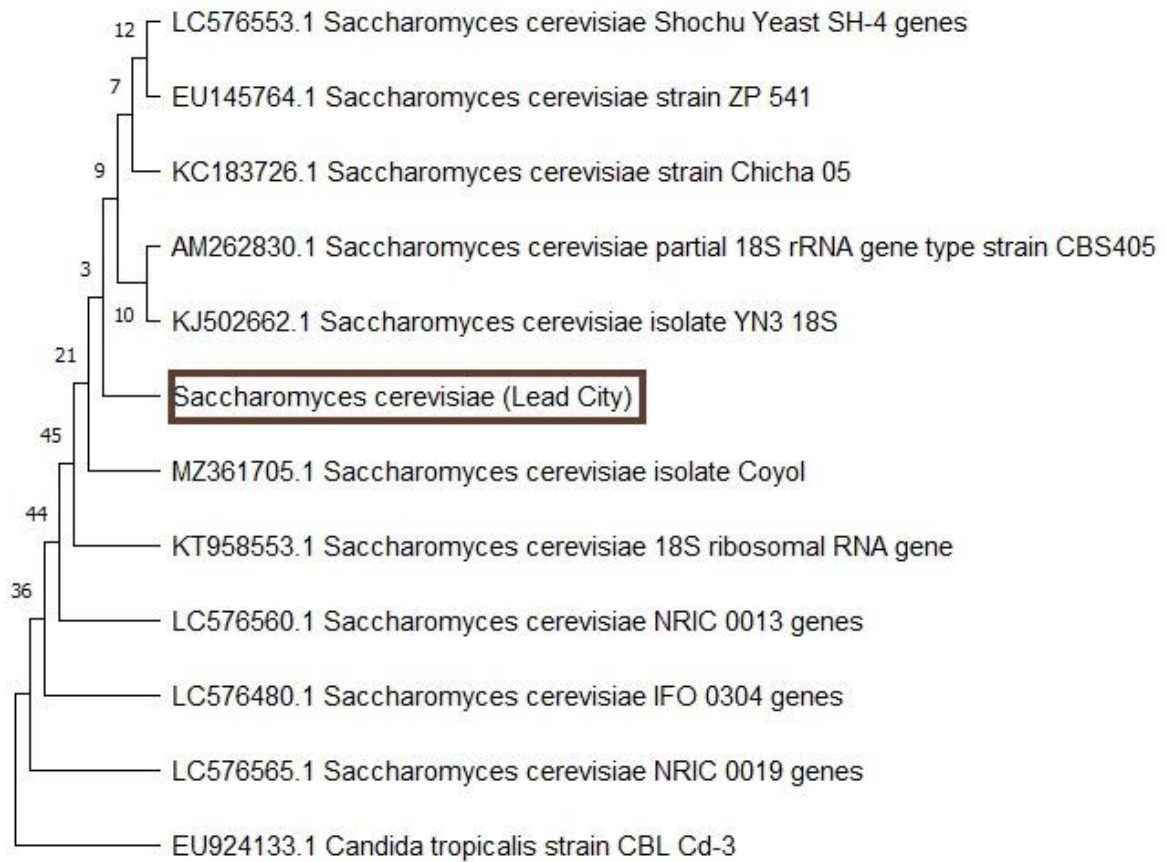 12
LC576553.1 Saccharomyces cerevisiae Shochu Yeast SH-4 genes
7
EU145764.1 Saccharomyces cerevisiae strain ZP 541
9
KC183726.1 Saccharomyces cerevisiae strain Chicha 05
AM262830.1 Saccharomyces cerevisiae partial 18S rRNA gene type strain CBS405
3
10
KJ502662.1 Saccharomyces cerevisiae isolate YN3 18S
21
Saccharomyces cerevisiae (Lead City)
45
MZ361705.1 Saccharomyces cerevisiae isolate Coyol
44
KT958553.1 Saccharomyces cerevisiae 18S ribosomal RNA gene
36
LC576560.1 Saccharomyces cerevisiae NRIC 0013 genes
LC576480.1 Saccharomyces cerevisiae IFO 0304 genes
LC576565.1 Saccharomyces cerevisiae NRIC 0019 genes
EU924133.1 Candida tropicalis strain CBL Cd-3